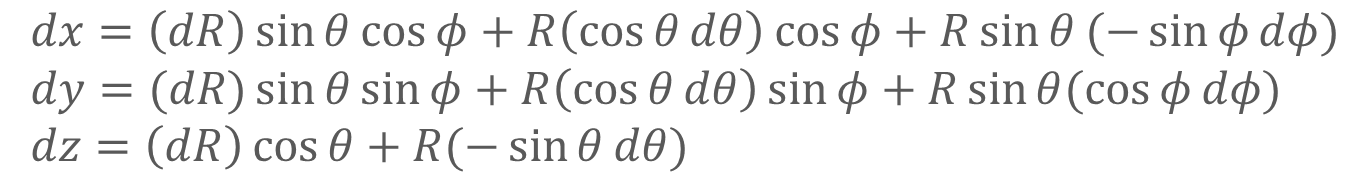 dx = (dR) sin θ cos ϕ + R(cos θ dθ) cos ϕ + R sin θ (− sin ϕ dϕ)
dy = (dR) sin θ sin ϕ + R(cos θ dθ) sin ϕ + R sin θ(cos ϕ dϕ)
dz = (dR) cos θ + R(− sin θ dθ)